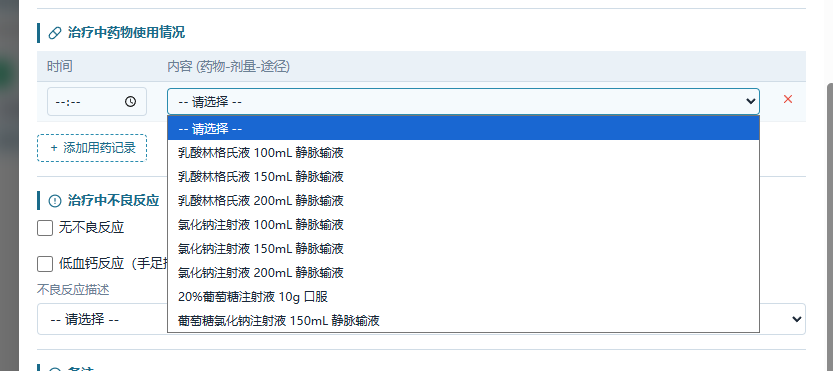 治疗中药物使用情况
时间 内容 (药物-剂量-途径)
--:-- -- 请选择 -- ×
-- 请选择 --
乳酸林格氏液 100mL 静脉输液
乳酸林格氏液 150mL 静脉输液
乳酸林格氏液 200mL 静脉输液
氯化钠注射液 100mL 静脉输液
氯化钠注射液 150mL 静脉输液
氯化钠注射液 200mL 静脉输液
20%葡萄糖注射液 10g 口服
葡萄糖氯化钠注射液 150mL 静脉输液
+ 添加用药记录
治疗中不良反应
无不良反应
低血钙反应（手足
不良反应描述
-- 请选择 --